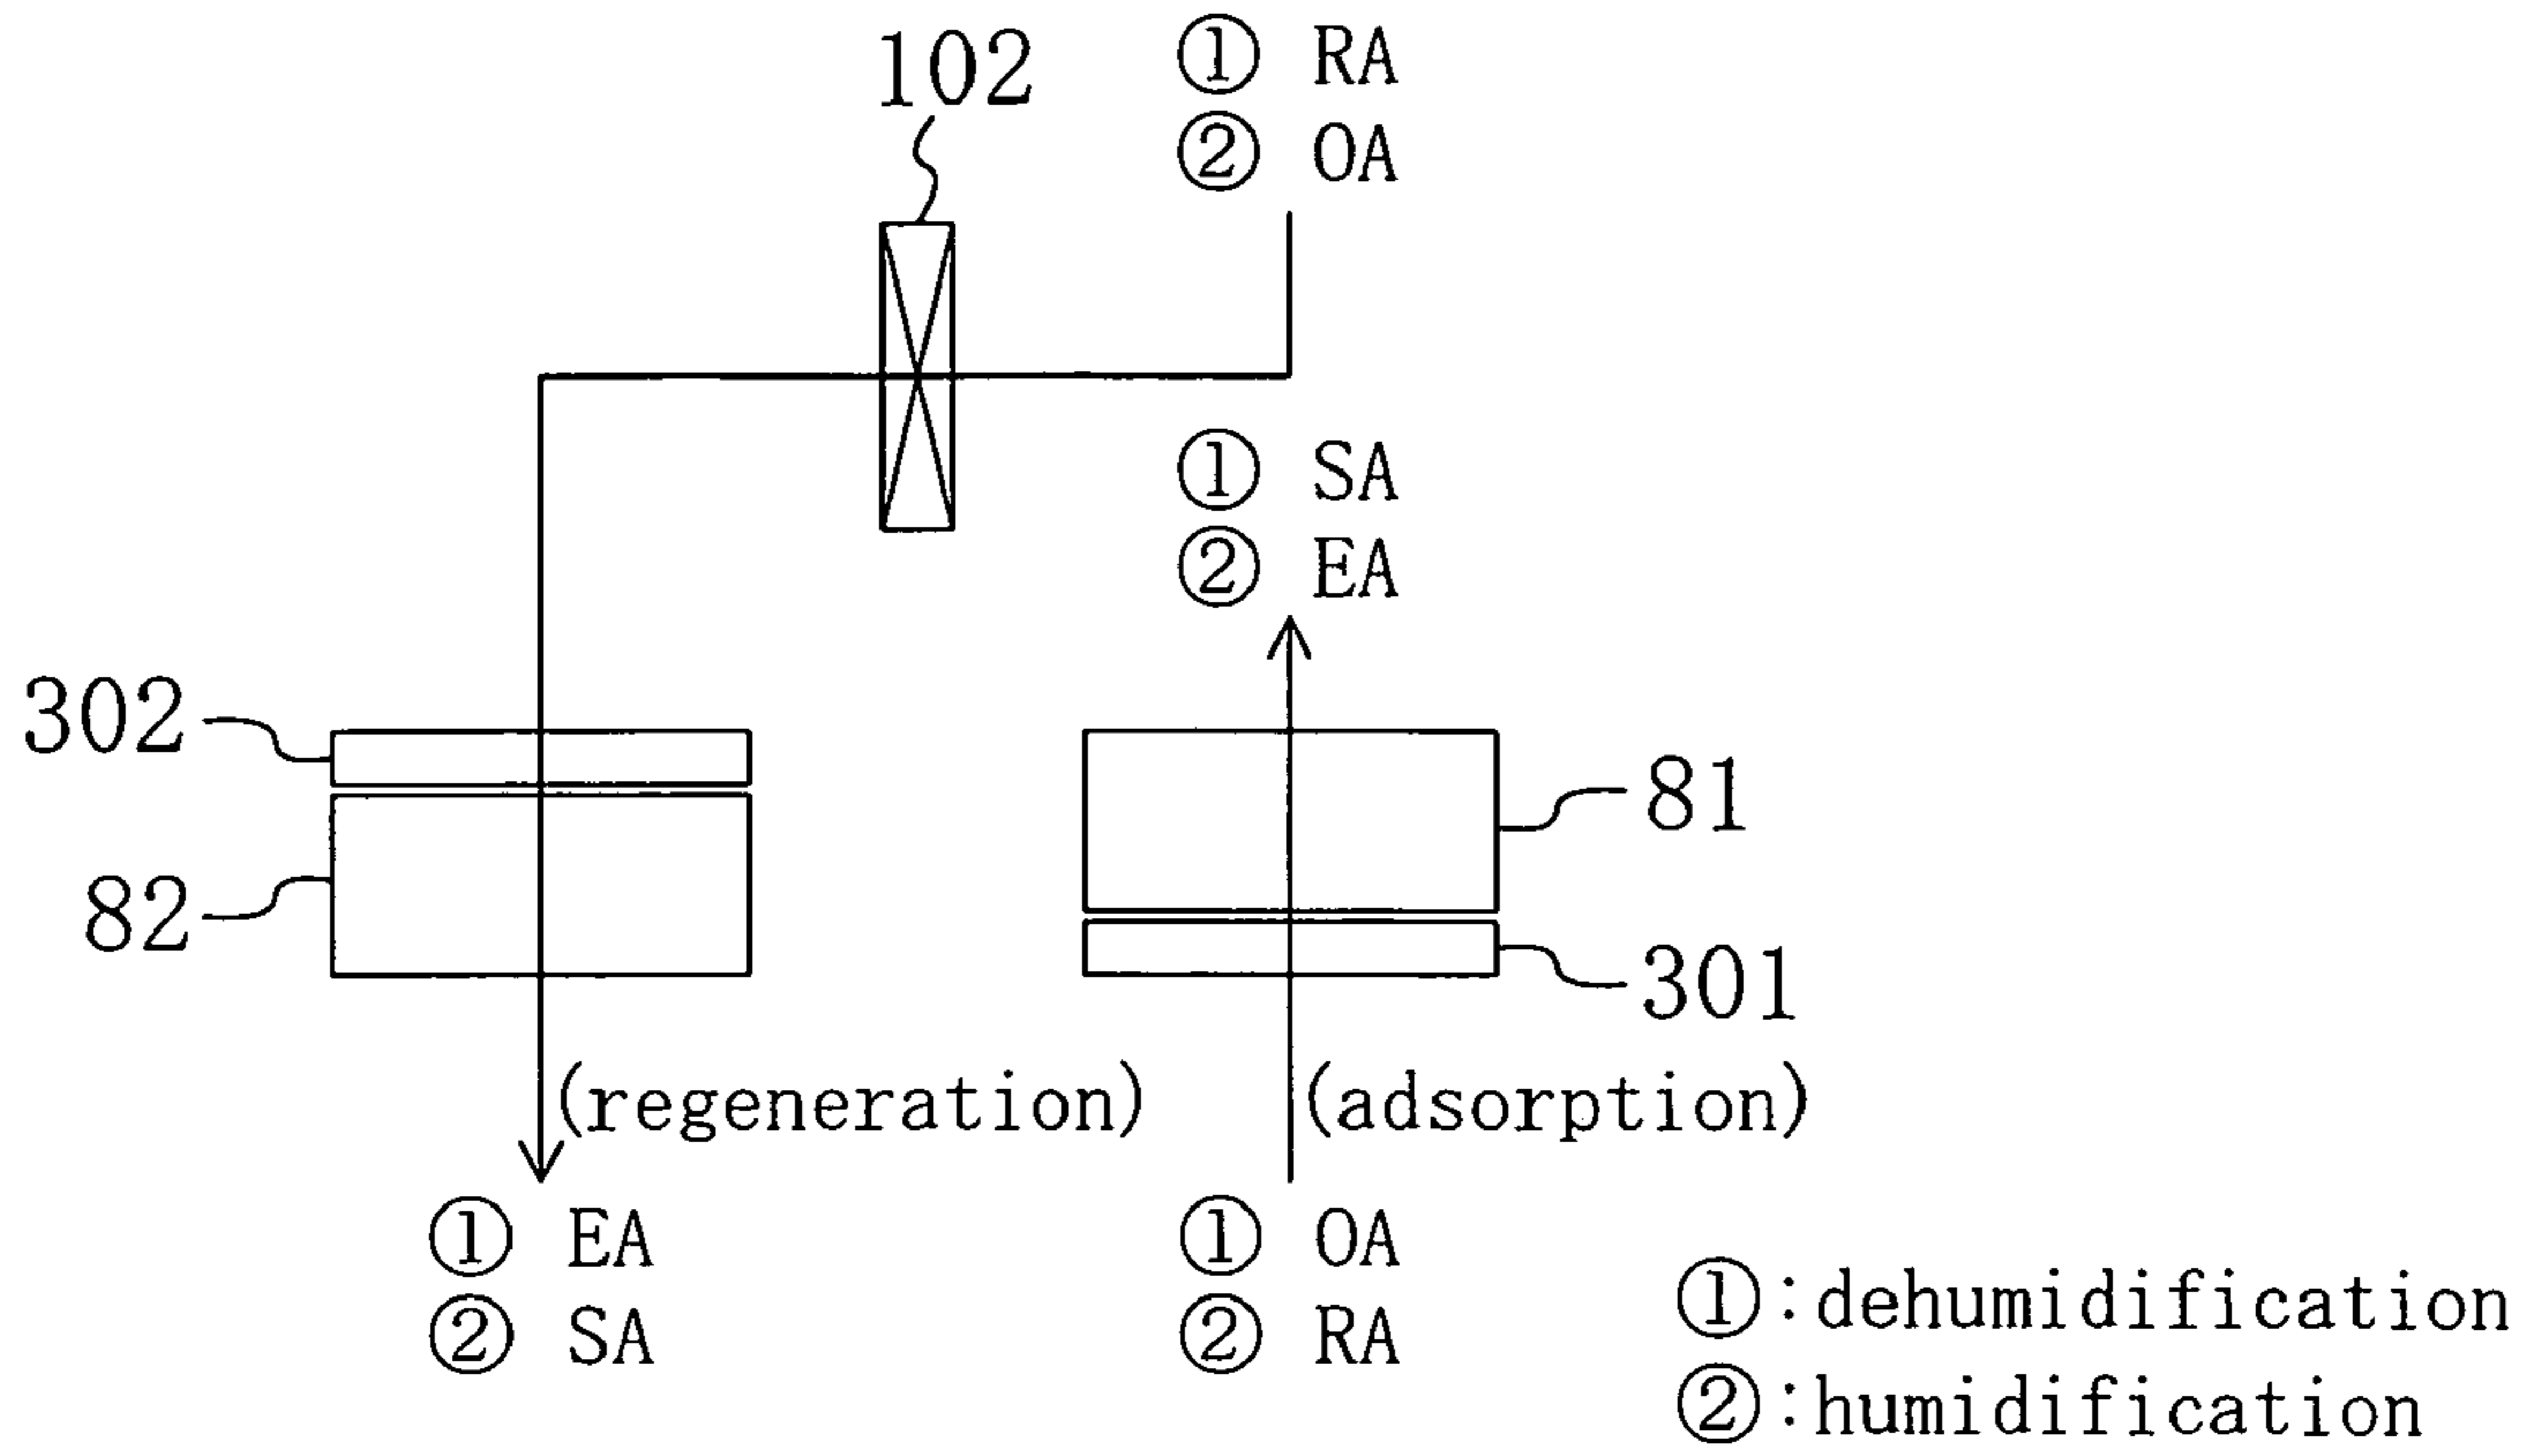 102
① RA
② OA
① SA
② EA
302
81
82
301
(regeneration)
(adsorption)
① EA
② SA
① OA
② RA
①:dehumidification
②:humidification